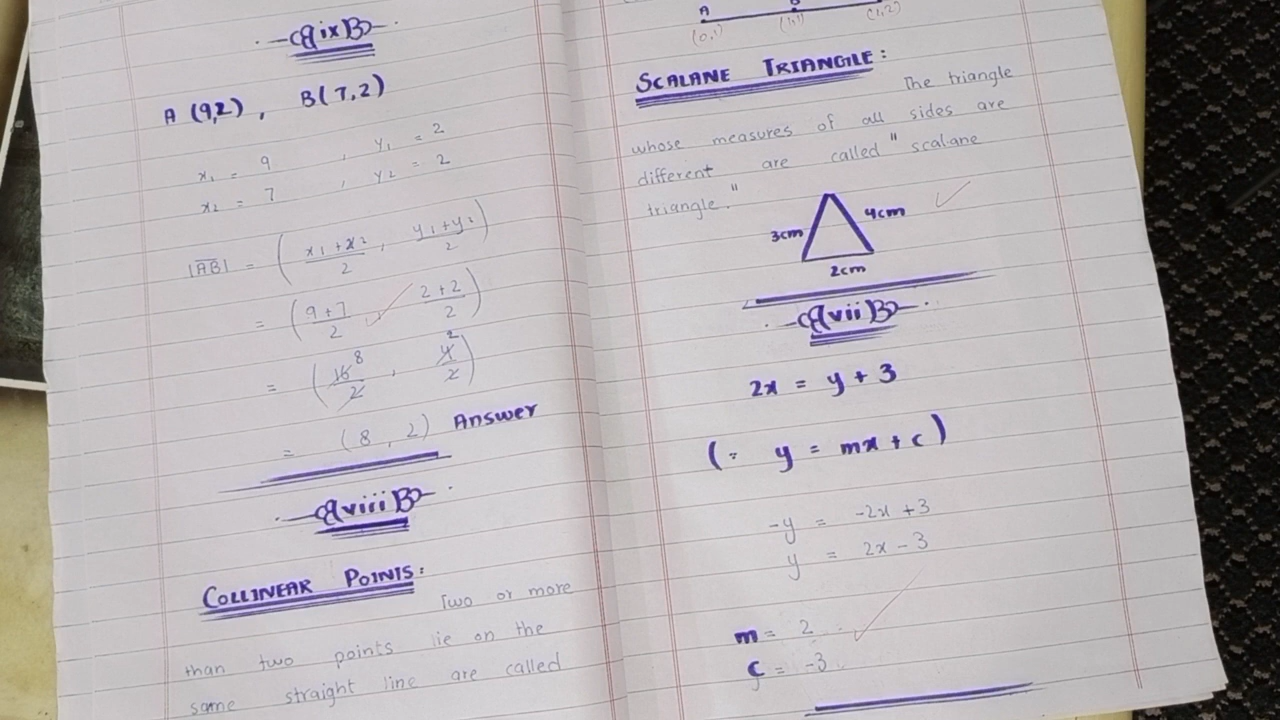 ix
A (9,2) , B(7,2)
x₁ = 9 , y₁ = 2
x₂ = 7 , y₂ = 2
|AB| = (x₁+x₂/2 , y₁+y₂/2)
= (9+7/2 , 2+2/2)
= (16/2 8 , 4/2 2)
= (8 , 2) Answer
viii
COLLINEAR POINTS:
Two or more
than two points lie on the
same straight line are called
A B
(0,1) (1,1) (2,2)
SCALANE TRIANGLE:
The triangle
whose measures of all sides are
different are called "scalane
triangle."
3cm 4cm
2cm
vii
2x = y + 3
(∵ y = mx + c)
-y = -2x + 3
y = 2x - 3
m = 2
c = -3